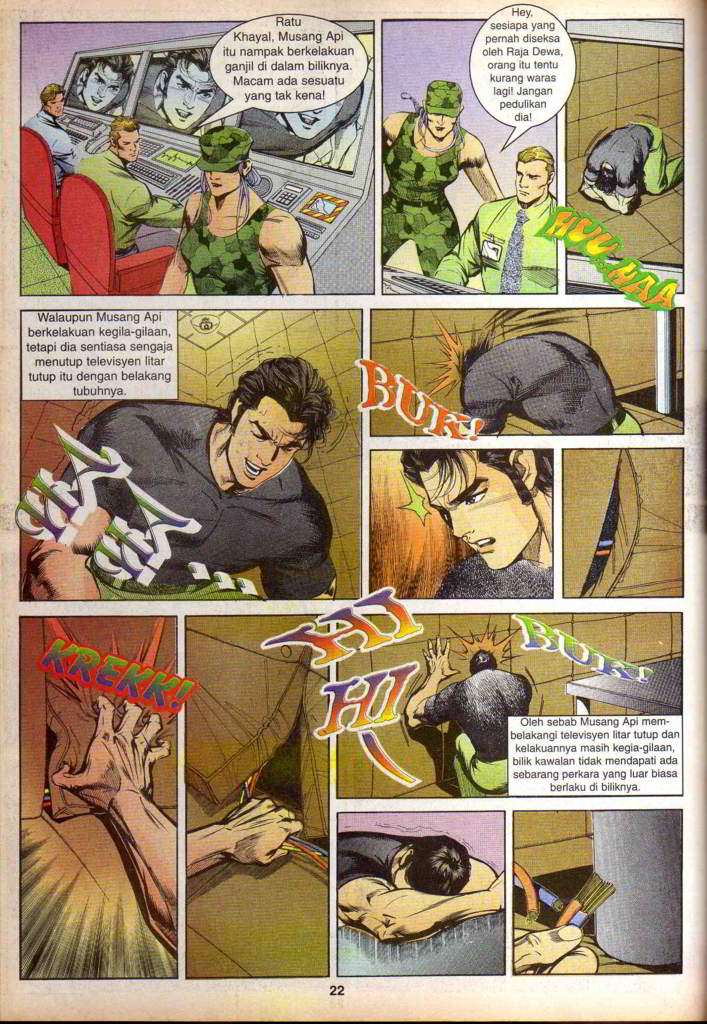 Ratu
Khayal, Musang Api
itu nampak berkelakuan
ganjil di dalam biliknya.
Macam ada sesuatu
yang tak kena!
Hey,
sesiapa yang
pernah diseksa
oleh Raja Dewa,
orang itu tentu
kurang waras
lagi! Jangan
pedulikan
dia!
HUU..HAA
Walaupun Musang Api
berkelakuan kegila-gilaan,
tetapi dia sentiasa sengaja
menutup televisyen litar
tutup itu dengan belakang
tubuhnya.
BUK!
KREKK!
HI
HI
BUK!
Oleh sebab Musang Api mem-
belakangi televisyen litar tutup dan
kelakuannya masih kegia-gilaan,
bilik kawalan tidak mendapati ada
sebarang perkara yang luar biasa
berlaku di biliknya.
22